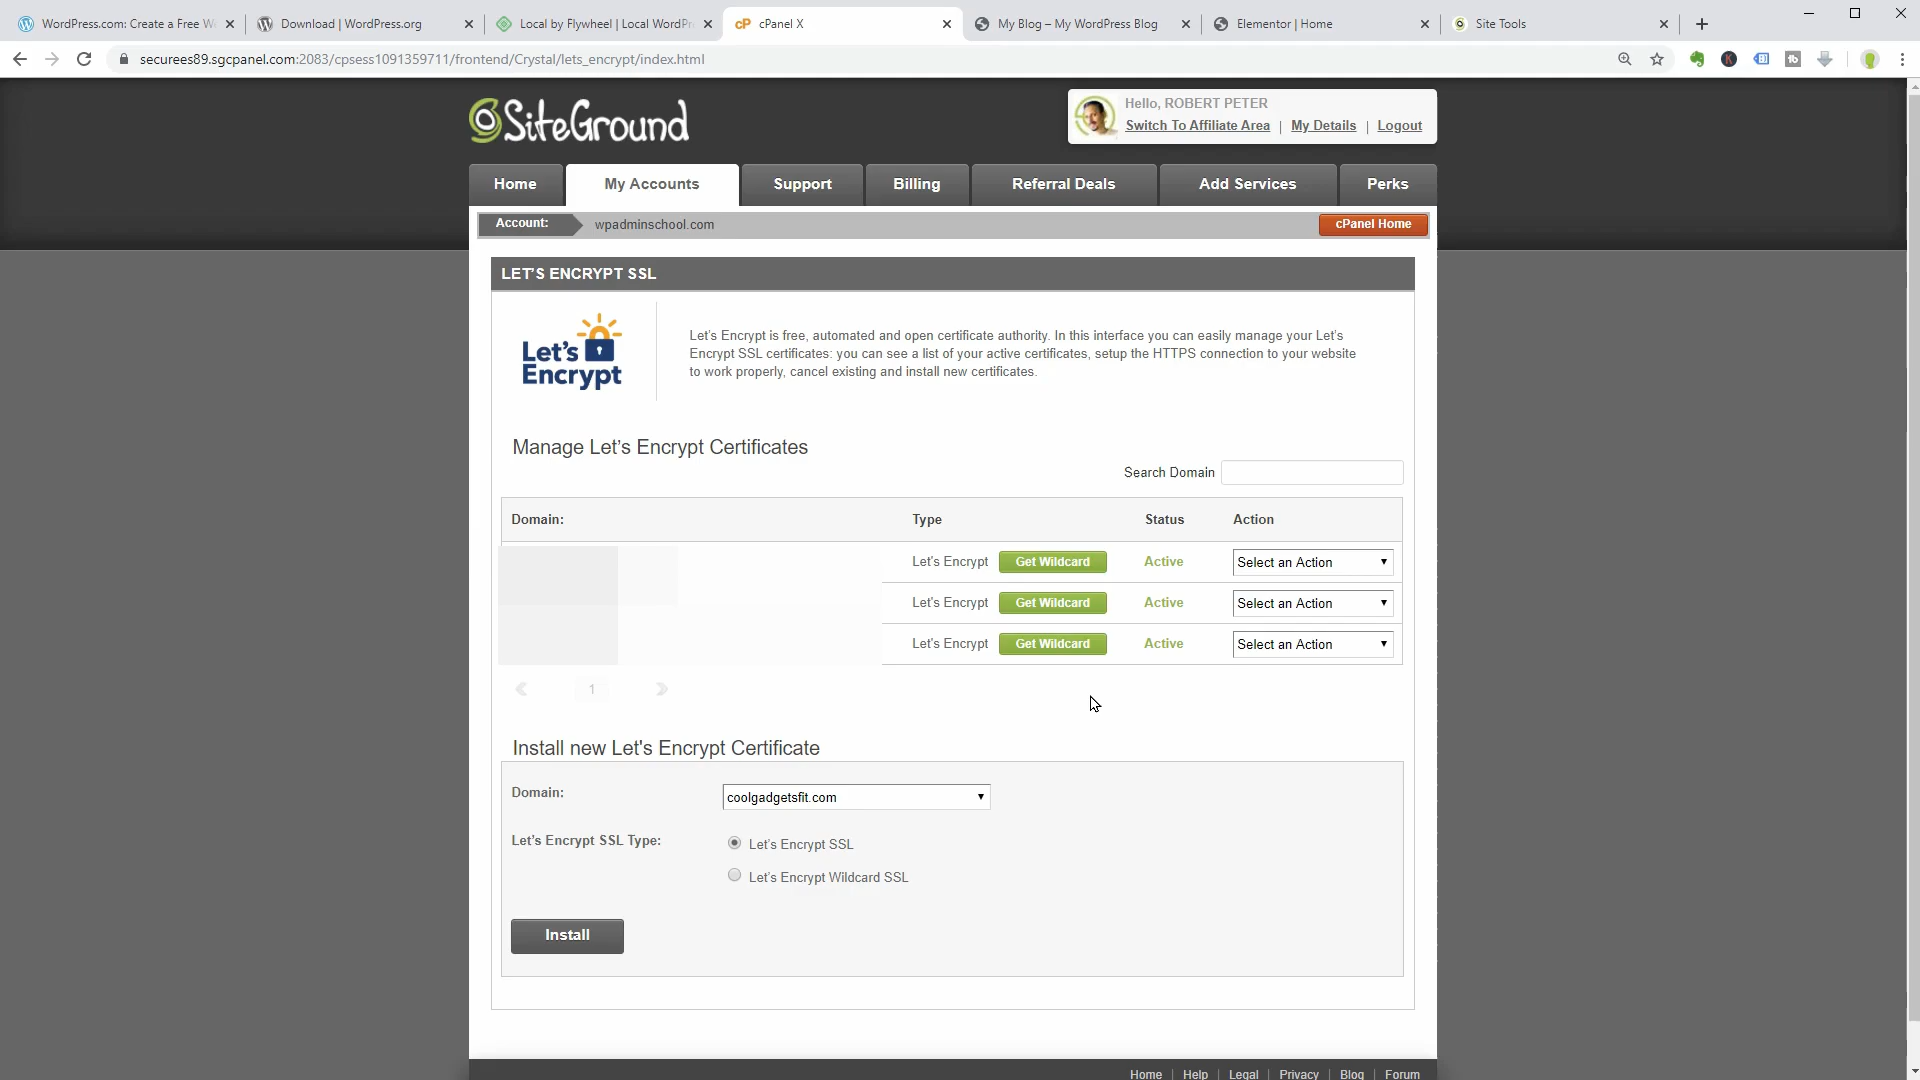 WordPress.com: Create a Free W
Download | WordPress.org
Local by Flywheel | Local WordPr
cP cPanel X
My Blog – My WordPress Blog
Elementor | Home
Site Tools
securees89.sgcpanel.com:2083/cpsess1091359711/frontend/Crystal/lets_encrypt/index.html
SiteGround
Hello, ROBERT PETER
Switch To Affiliate Area | My Details | Logout
Home
My Accounts
Support
Billing
Referral Deals
Add Services
Perks
Account: wpadminschool.com
cPanel Home
LET'S ENCRYPT SSL
Let's
Encrypt
Let's Encrypt is free, automated and open certificate authority. In this interface you can easily manage your Let's
Encrypt SSL certificates: you can see a list of your active certificates, setup the HTTPS connection to your website
to work properly, cancel existing and install new certificates.
Manage Let's Encrypt Certificates
Search Domain
Domain: Type Status Action
Let's Encrypt Get Wildcard Active Select an Action
Let's Encrypt Get Wildcard Active Select an Action
Let's Encrypt Get Wildcard Active Select an Action
1
Install new Let's Encrypt Certificate
Domain: coolgadgetsfit.com
Let's Encrypt SSL Type: Let's Encrypt SSL
Let's Encrypt Wildcard SSL
Install
Home | Help | Legal | Privacy | Blog | Forum